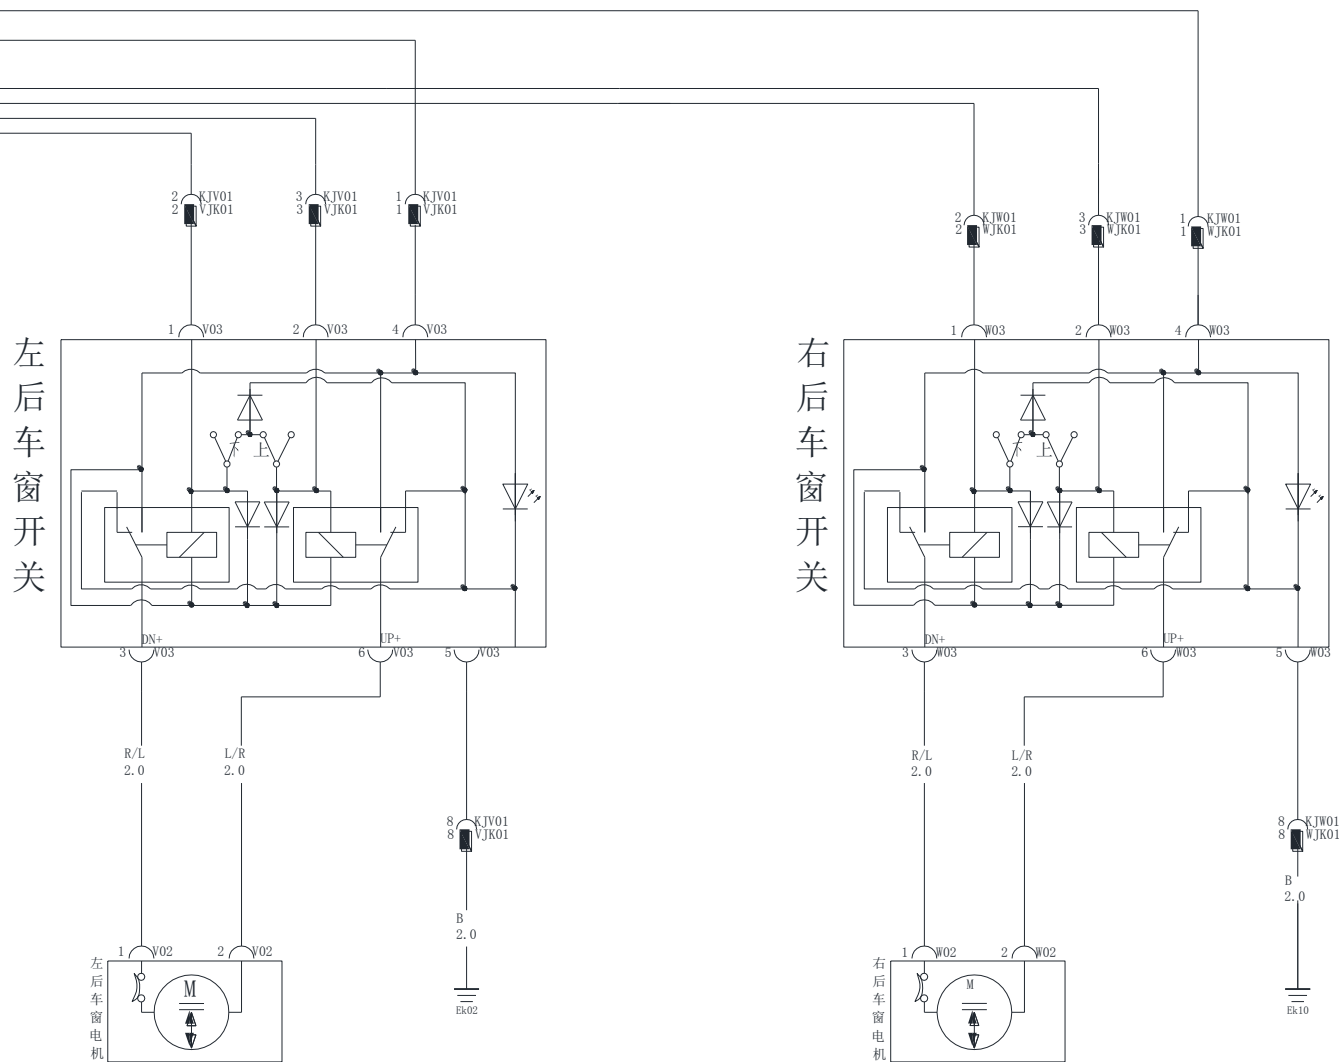 2 KJV01
2 VJK01
3 KJV01
3 VJK01
1 KJV01
1 VJK01
2 KJW01
2 WJK01
3 KJW01
3 WJK01
1 KJW01
1 WJK01
1 V03
2 V03
4 V03
1 W03
2 W03
4 W03
左后车窗开关
下 上
DN+
UP+
3 V03
6 V03
5 V03
右后车窗开关
下 上
DN+
UP+
3 W03
6 W03
5 W03
R/L
2.0
L/R
2.0
R/L
2.0
L/R
2.0
8 KJV01
8 VJK01
8 KJW01
8 WJK01
B
2.0
B
2.0
1 V02
2 V02
左后车窗电机
M
Ek02
1 W02
2 W02
右后车窗电机
M
Ek10